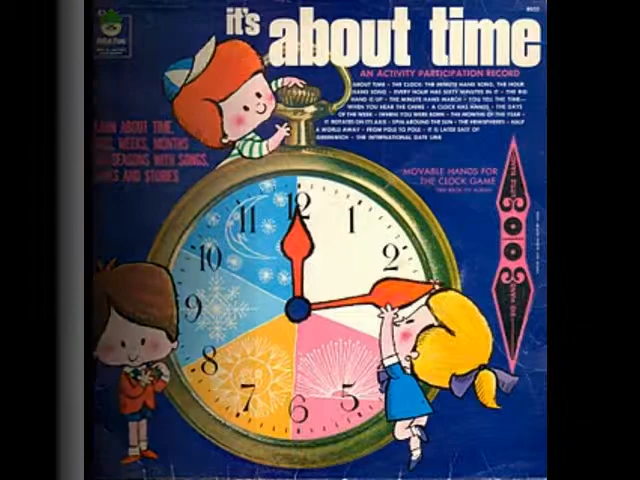 it's about time
AN ACTIVITY PARTICIPATION RECORD
ABOUT TIME • THE CLOCK: THE MINUTE HAND SONG, THE HOUR
HAND SONG • EVERY HOUR HAS SIXTY MINUTES IN IT • THE BIG
HAND IS UP • THE MINUTE HAND MARCH • YOU TELL THE TIME—
WHEN YOU HEAR THE CHIME • A CLOCK HAS HANDS • THE DAYS
OF THE WEEK • (WHEN) YOU WERE BORN • THE MONTHS OF THE YEAR •
IT ROTATES ON ITS AXIS • SPIN AROUND THE SUN • THE HEMISPHERES • HALF
A WORLD AWAY • FROM POLE TO POLE • IT IS LATER EAST OF
GREENWICH • THE INTERNATIONAL DATE LINE
LEARN ABOUT TIME,
WEEKS, MONTHS
SEASONS WITH SONGS,
AND STORIES
MOVABLE HANDS FOR
THE CLOCK GAME
LITTLE HAND
BIG HAND
12
11
1
10
2
9
8
7
6
5